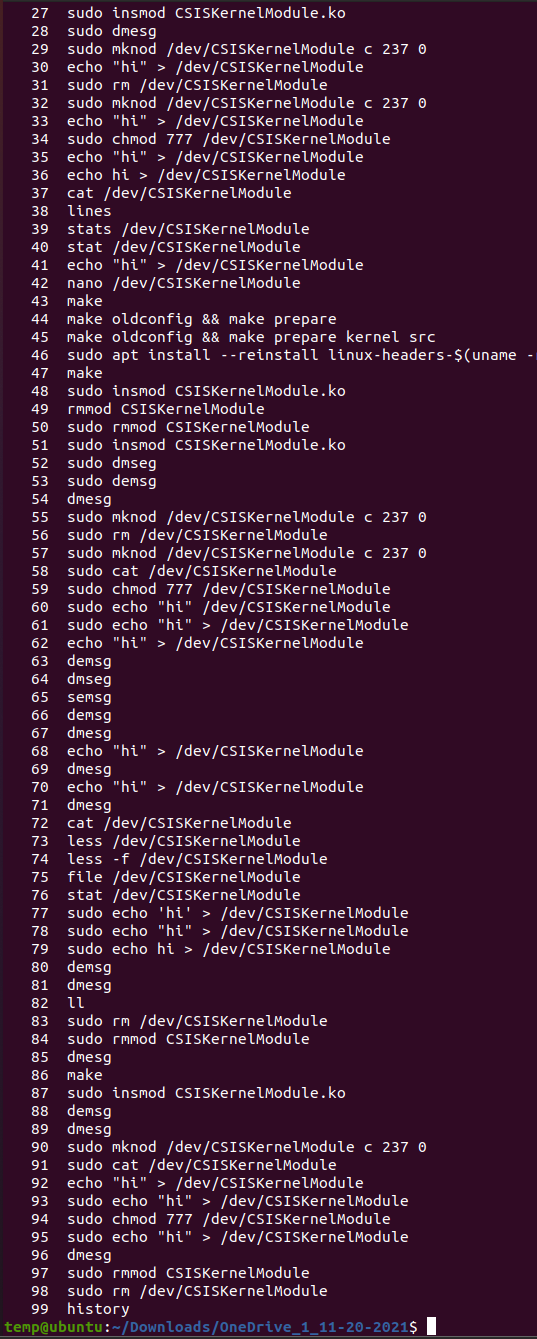 27  sudo insmod CSISKernelModule.ko
28  sudo dmesg
29  sudo mknod /dev/CSISKernelModule c 237 0
30  echo "hi" > /dev/CSISKernelModule
31  sudo rm /dev/CSISKernelModule
32  sudo mknod /dev/CSISKernelModule c 237 0
33  echo "hi" > /dev/CSISKernelModule
34  sudo chmod 777 /dev/CSISKernelModule
35  echo "hi" > /dev/CSISKernelModule
36  echo hi > /dev/CSISKernelModule
37  cat /dev/CSISKernelModule
38  lines
39  stats /dev/CSISKernelModule
40  stat /dev/CSISKernelModule
41  echo "hi" > /dev/CSISKernelModule
42  nano /dev/CSISKernelModule
43  make
44  make oldconfig && make prepare
45  make oldconfig && make prepare kernel src
46  sudo apt install --reinstall linux-headers-$(uname -
47  make
48  sudo insmod CSISKernelModule.ko
49  rmmod CSISKernelModule
50  sudo rmmod CSISKernelModule
51  sudo insmod CSISKernelModule.ko
52  sudo dmseg
53  sudo demsg
54  dmesg
55  sudo mknod /dev/CSISKernelModule c 237 0
56  sudo rm /dev/CSISKernelModule
57  sudo mknod /dev/CSISKernelModule c 237 0
58  sudo cat /dev/CSISKernelModule
59  sudo chmod 777 /dev/CSISKernelModule
60  sudo echo "hi" /dev/CSISKernelModule
61  sudo echo "hi" > /dev/CSISKernelModule
62  echo "hi" > /dev/CSISKernelModule
63  demsg
64  dmseg
65  semsg
66  demsg
67  dmesg
68  echo "hi" > /dev/CSISKernelModule
69  dmesg
70  echo "hi" > /dev/CSISKernelModule
71  dmesg
72  cat /dev/CSISKernelModule
73  less /dev/CSISKernelModule
74  less -f /dev/CSISKernelModule
75  file /dev/CSISKernelModule
76  stat /dev/CSISKernelModule
77  sudo echo 'hi' > /dev/CSISKernelModule
78  sudo echo "hi" > /dev/CSISKernelModule
79  sudo echo hi > /dev/CSISKernelModule
80  demsg
81  dmesg
82  ll
83  sudo rm /dev/CSISKernelModule
84  sudo rmmod CSISKernelModule
85  dmesg
86  make
87  sudo insmod CSISKernelModule.ko
88  demsg
89  dmesg
90  sudo mknod /dev/CSISKernelModule c 237 0
91  sudo cat /dev/CSISKernelModule
92  echo "hi" > /dev/CSISKernelModule
93  sudo echo "hi" > /dev/CSISKernelModule
94  sudo chmod 777 /dev/CSISKernelModule
95  sudo echo "hi" > /dev/CSISKernelModule
96  dmesg
97  sudo rmmod CSISKernelModule
98  sudo rm /dev/CSISKernelModule
99  history
temp@ubuntu:~/Downloads/OneDrive_1_11-20-2021$